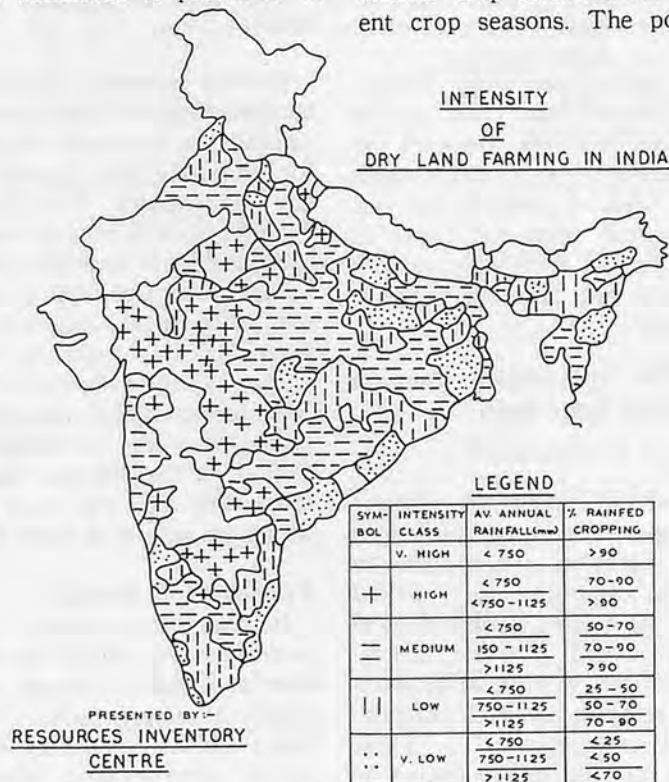 ent crop seasons. The po
INTENSITY
OF
DRY LAND FARMING IN INDIA
LEGEND
SYM-BOL INTENSITY CLASS AV. ANNUAL RAINFALL(mm) % RAINFED CROPPING
V. HIGH < 750 >90
+ HIGH < 750 70-90
<750-1125 >90
MEDIUM <750 50-70
150 - 1125 70-90
>1125 >90
LOW <750 25 - 50
750-1125 50-70
>1125 70-90
V. LOW < 750 <25
750-1125 <50
> 1125 <70
PRESENTED BY :-
RESOURCES INVENTORY
CENTRE